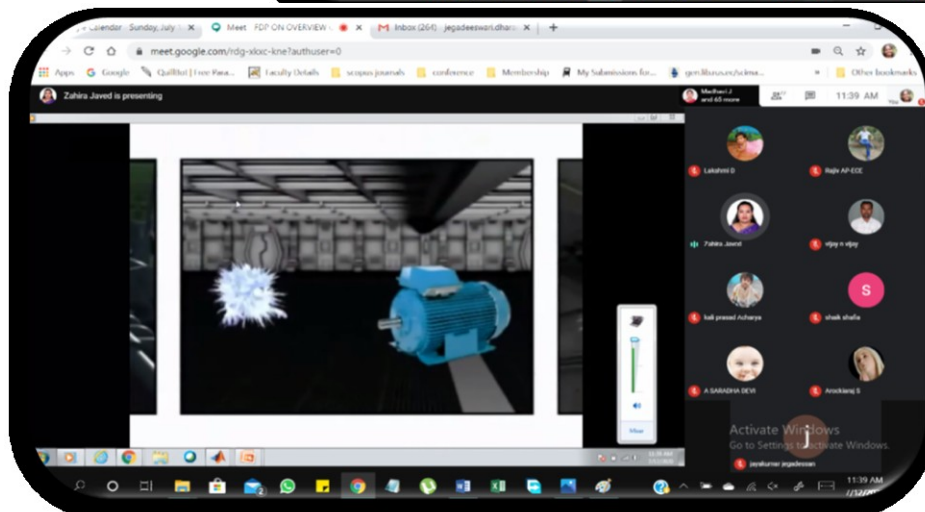 Calendar - Sunday, July
Meet - FDP ON OVERVIEW
Inbox (264) - jegadeeswari.dhara
meet.google.com/rdg-xkxc-kne?authuser=0
Apps
Google
Faculty Details
scopus journals
conference
Membership
My Submissions for...
Other bookmarks
Zahira Javed is presenting
Madhavi J
and 65 more
11:39 AM
You
Lakshmi D
Rajiv AP-ECE
Zahira Javed
vijay n vijay
kali prasad Acharya
S
shaik shafia
A SARADHA DEVI
Arockiaraj S
Mixer
Activate Windows
Go to Settings to activate Windows.
j
jayakumar jegadeesan
11:39 AM